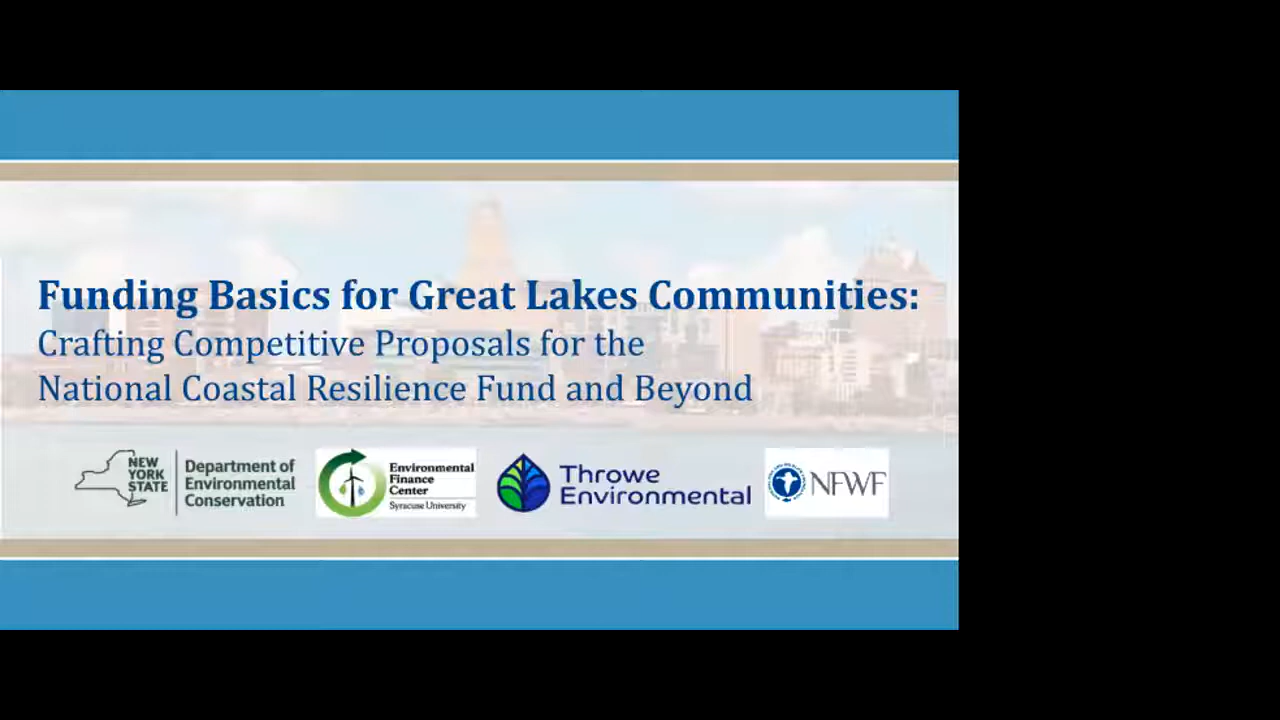 Funding Basics for Great Lakes Communities:
Crafting Competitive Proposals for the
National Coastal Resilience Fund and Beyond
NEW
YORK
STATE
Department of
Environmental
Conservation
Environmental
Finance
Center
Syracuse University
Throwe
Environmental
NFWF